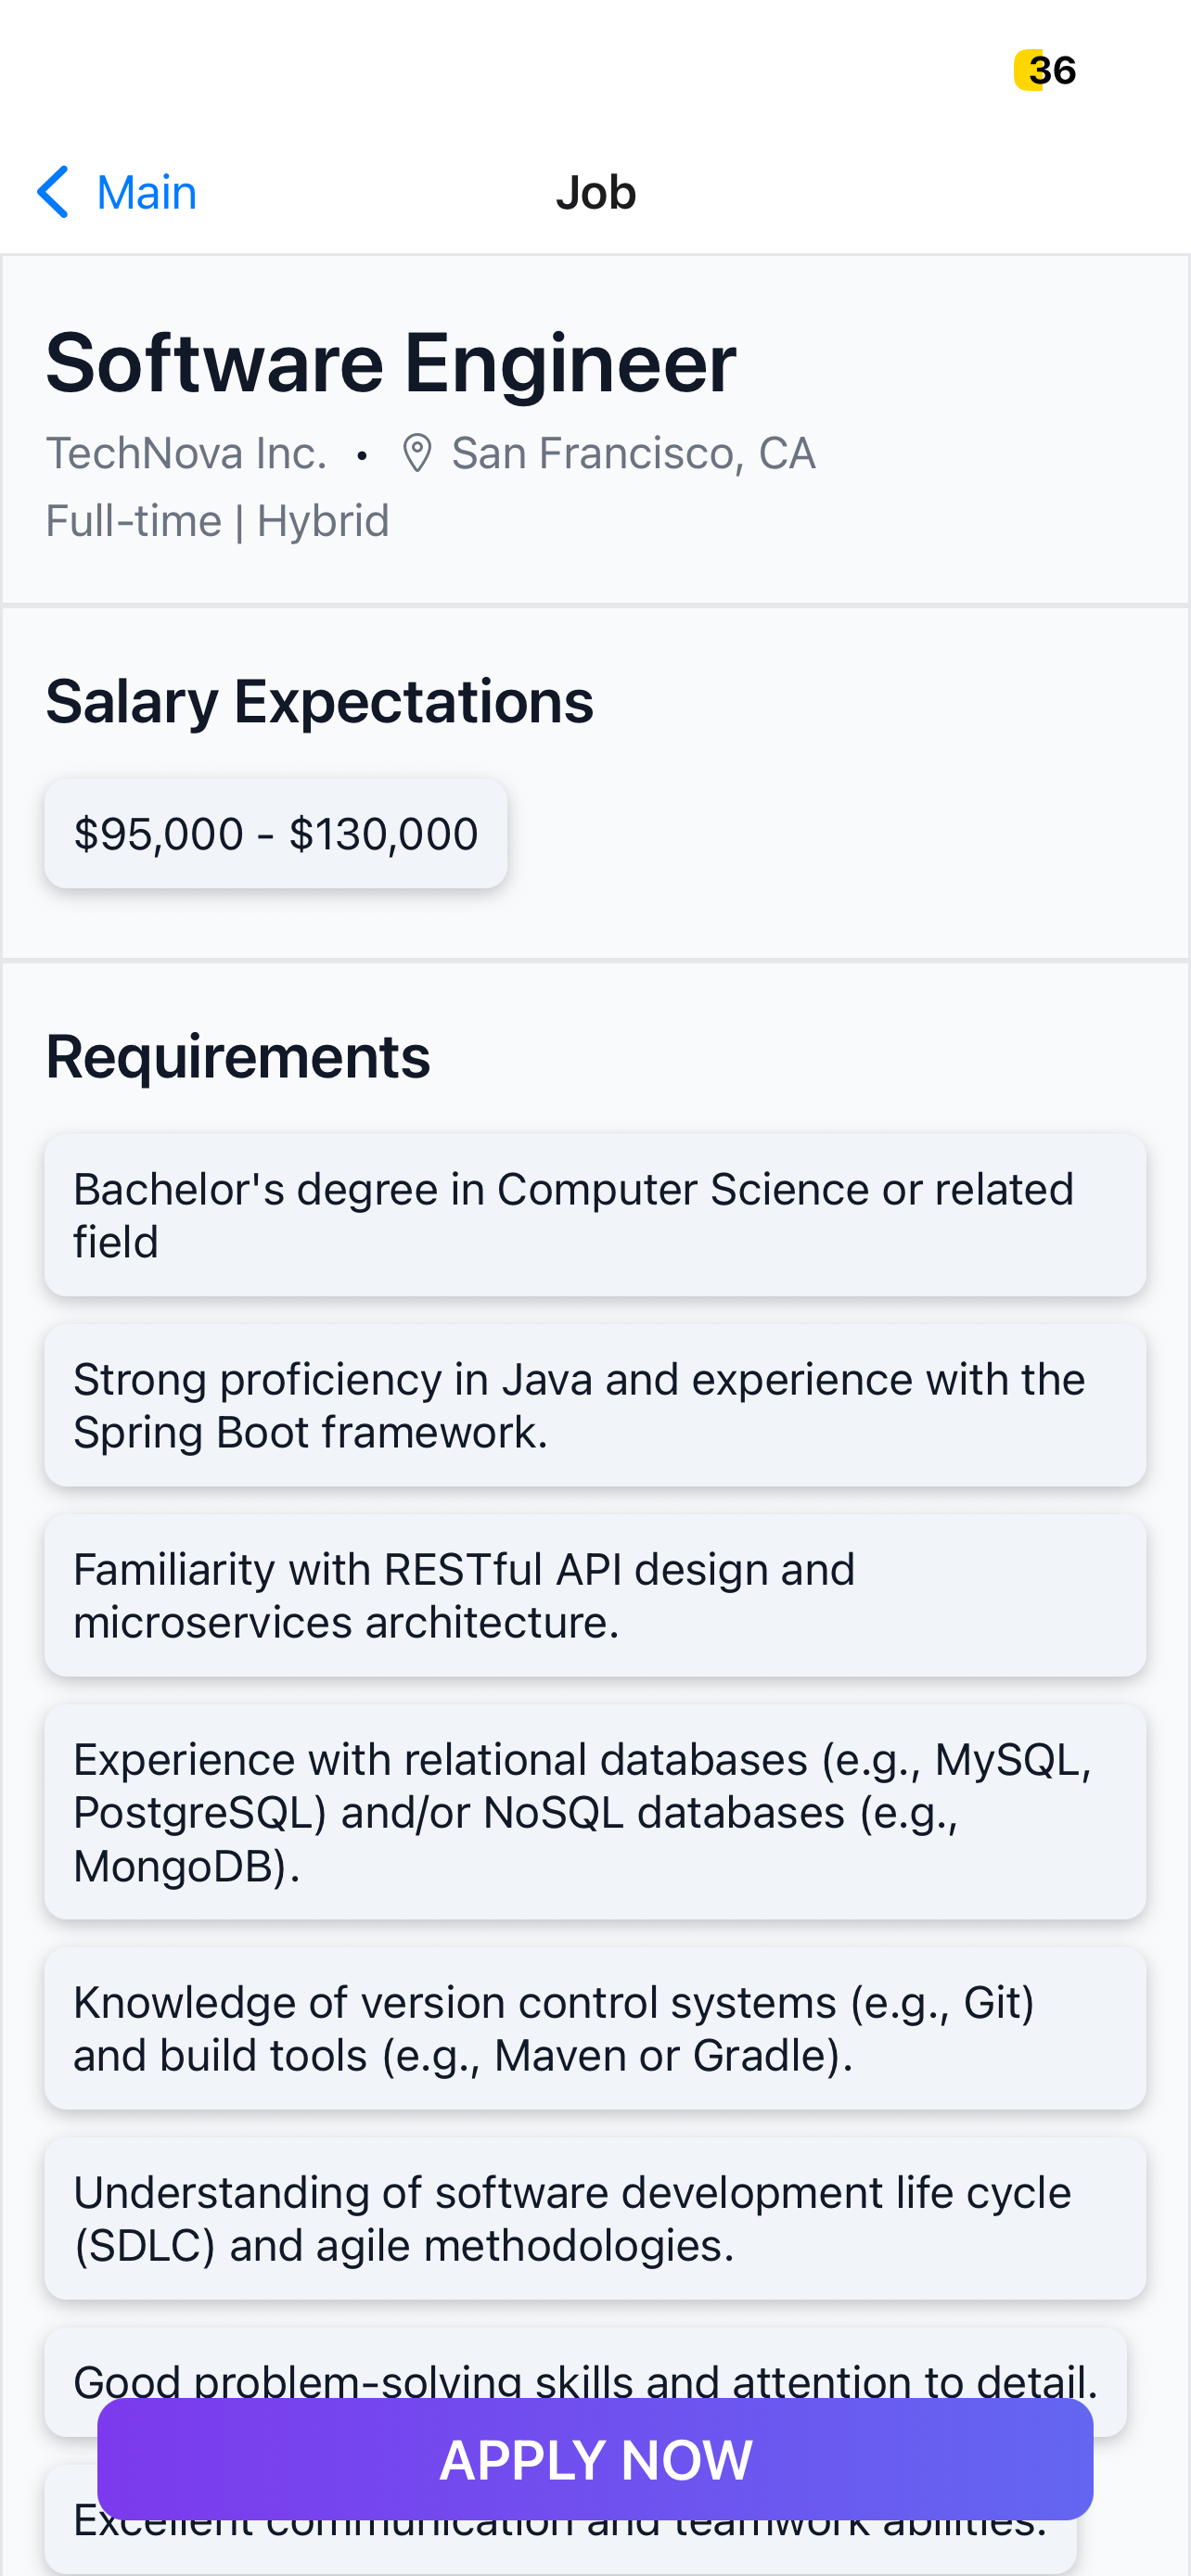 36
Main
Job
Software Engineer
TechNova Inc. • San Francisco, CA
Full-time | Hybrid
Salary Expectations
$95,000 - $130,000
Requirements
Bachelor's degree in Computer Science or related
field
Strong proficiency in Java and experience with the
Spring Boot framework.
Familiarity with RESTful API design and
microservices architecture.
Experience with relational databases (e.g., MySQL,
PostgreSQL) and/or NoSQL databases (e.g.,
MongoDB).
Knowledge of version control systems (e.g., Git)
and build tools (e.g., Maven or Gradle).
Understanding of software development life cycle
(SDLC) and agile methodologies.
Good problem-solving skills and attention to detail.
APPLY NOW
Excellent communication and teamwork abilities.